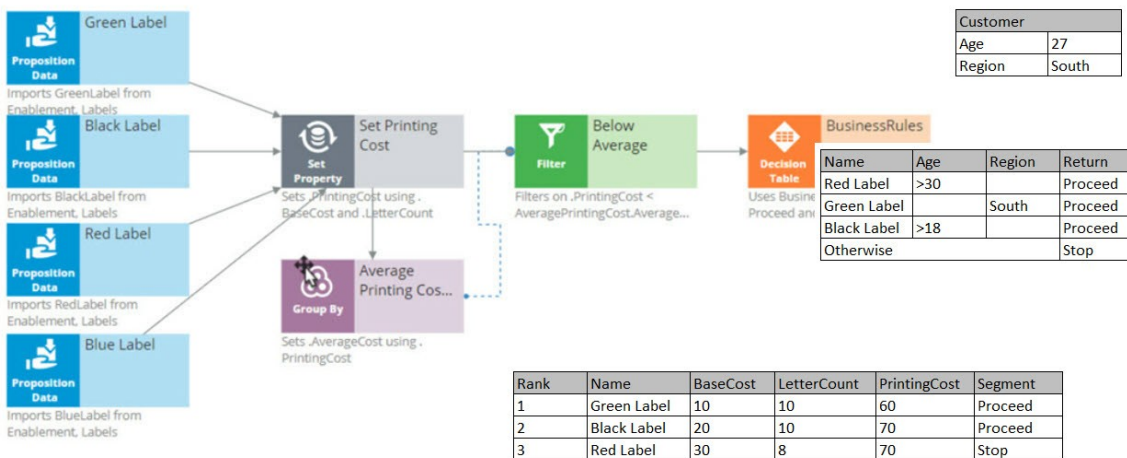 Green Label
Proposition
Data
Imports GreenLabel from
Enablement, Labels
Black Label
Proposition
Data
Imports BlackLabel from
Enablement, Labels
Red Label
Proposition
Data
Imports RedLabel from
Enablement, Labels
Blue Label
Proposition
Data
Imports BlueLabel from
Enablement, Labels
Set Printing
Cost
Set
Property
Sets .PrintingCost using .
BaseCost and .LetterCount
Average
Printing Cos...
Group By
Sets .AverageCost using .
PrintingCost
Below
Average
Filter
Filters on .PrintingCost <
AveragePrintingCost.Average...
BusinessRules
Decision
Table
Uses Busine
Proceed and
Customer
Age 27
Region South
Name Age Region Return
Red Label >30 Proceed
Green Label South Proceed
Black Label >18 Proceed
Otherwise Stop
Rank Name BaseCost LetterCount PrintingCost Segment
1 Green Label 10 10 60 Proceed
2 Black Label 20 10 70 Proceed
3 Red Label 30 8 70 Stop